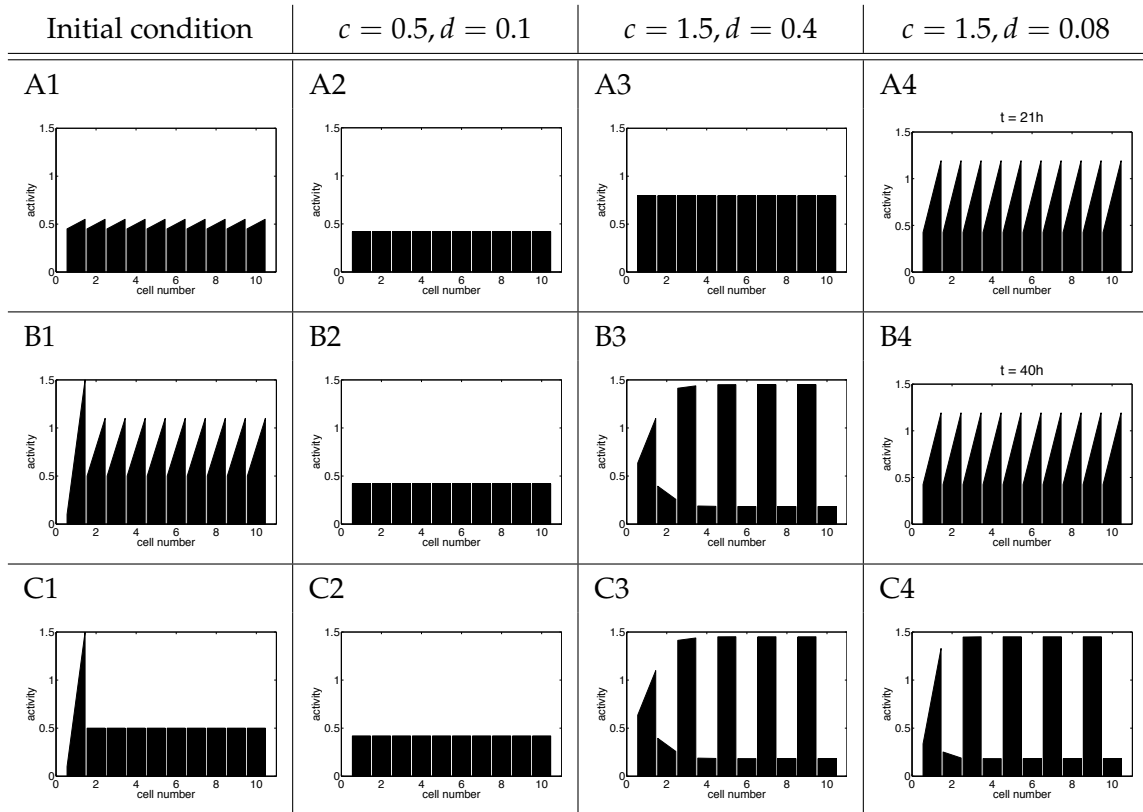 Initial condition
c = 0.5, d = 0.1
c = 1.5, d = 0.4
c = 1.5, d = 0.08
A1
1.5
1
0.5
0
activity
0 2 4 6 8 10
cell number
A2
1.5
1
0.5
0
activity
0 2 4 6 8 10
cell number
A3
1.5
1
0.5
0
activity
0 2 4 6 8 10
cell number
A4
t = 21h
1.5
1
0.5
0
activity
0 2 4 6 8 10
cell number
B1
1.5
1
0.5
0
activity
0 2 4 6 8 10
cell number
B2
1.5
1
0.5
0
activity
0 2 4 6 8 10
cell number
B3
1.5
1
0.5
0
activity
0 2 4 6 8 10
cell number
B4
t = 40h
1.5
1
0.5
0
activity
0 2 4 6 8 10
cell number
C1
1.5
1
0.5
0
activity
0 2 4 6 8 10
cell number
C2
1.5
1
0.5
0
activity
0 2 4 6 8 10
cell number
C3
1.5
1
0.5
0
activity
0 2 4 6 8 10
cell number
C4
1.5
1
0.5
0
activity
0 2 4 6 8 10
cell number